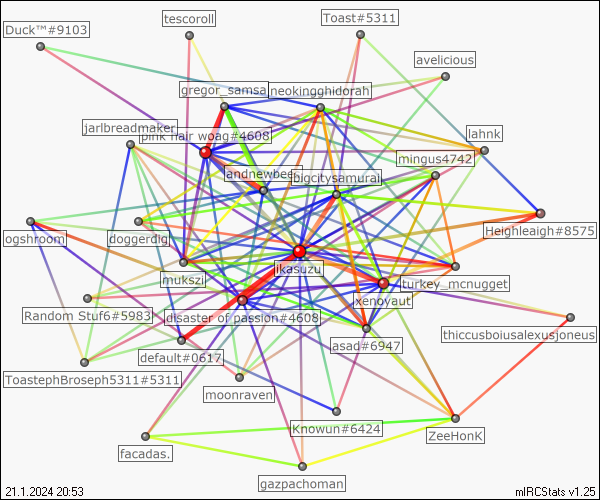 tescoroll
Toast#5311
Duck™#9103
avelicious
gregor_samsa
neokingghidorah
jarlbreadmaker
pink hair woag#4608
lahnk
mingus4742
landnewbee
bigcitysamurai
ogshroom
doggerdig
Heighleaigh#8575
mukszi
ikasuzu
turkey_mcnugget
xenoyaut
Random Stuf6#5983
disaster of passion#4608
thiccusboiusalexusjoneus
default#0617
asad#6947
ToastephBroseph5311#5311
moonraven
Knowun#6424
ZeeHonK
facadas.
gazpachoman
21.1.2024 20:53
mIRCStats v1.25